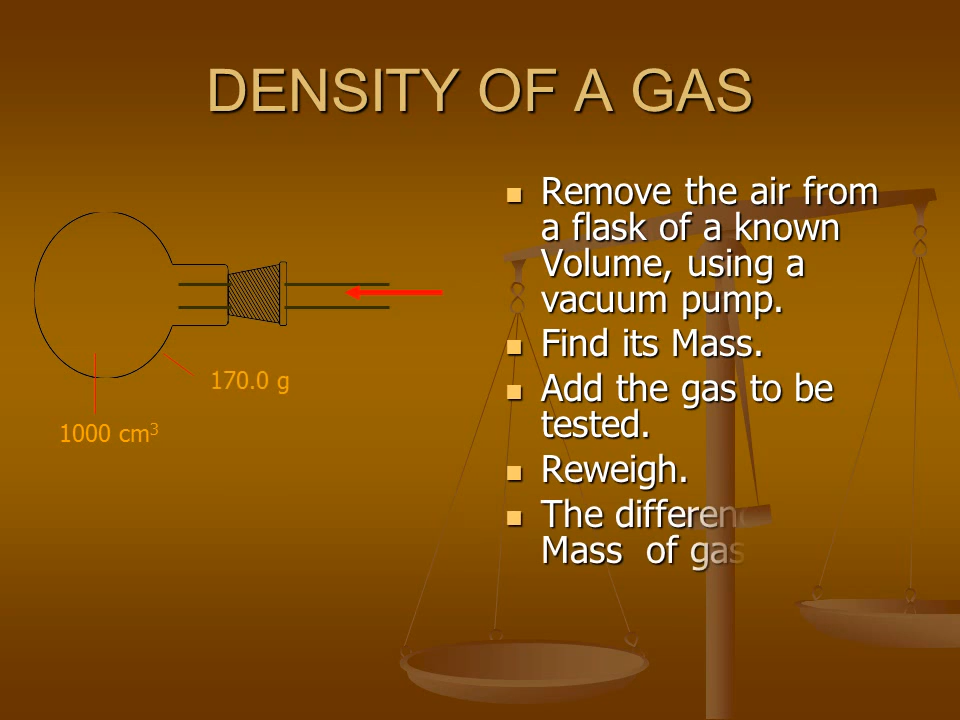 DENSITY OF A GAS
170.0 g
1000 cm³
Remove the air from
a flask of a known
Volume, using a
vacuum pump.
Find its Mass.
Add the gas to be
tested.
Reweigh.
The
Mass of gas